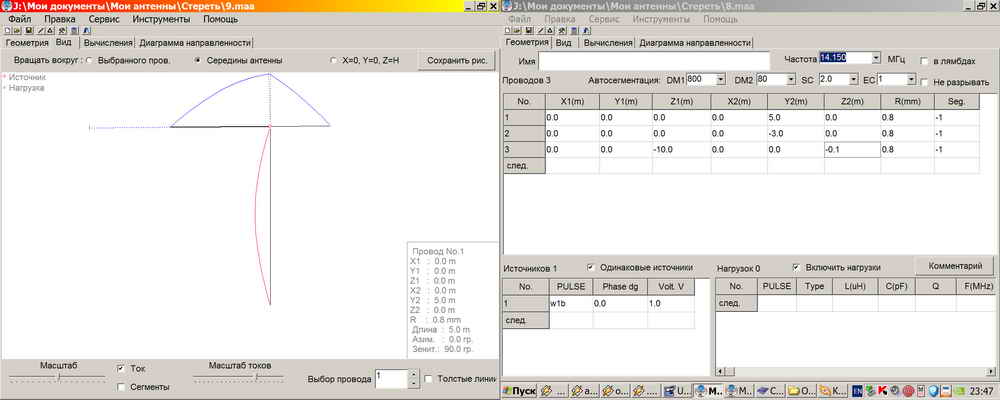 J:\Мои документы\Мои антенны\Стереть\9.maa
Файл Правка Сервис Инструменты Помощь
Геометрия Вид Вычисления Диаграмма направленности
Вращать вокруг : Выбранного пров. Середины антенны X=0, Y=0, Z=H Сохранить рис.
Источник
Нагрузка
Провод No.1
X1 : 0.0 m
Y1 : 0.0 m
Z1 : 0.0 m
X2 : 0.0 m
Y2 : 5.0 m
Z2 : 0.0 m
R : 0.8 mm
Длина : 5.0 m
Азим. : 0.0 гр.
Зенит.: 90.0 гр.
Масштаб Ток Масштаб токов
Сегменты Выбор провода 1 Толстые линии
J:\Мои документы\Мои антенны\Стереть\8.maa
Файл Правка Сервис Инструменты Помощь
Геометрия Вид Вычисления Диаграмма направленности
Имя Частота 14.150 МГц в лямбдах
Проводов 3 Автосегментация: DM1 800 DM2 80 SC 2.0 EC 1 Не разрывать
No. X1(m) Y1(m) Z1(m) X2(m) Y2(m) Z2(m) R(mm) Seg.
1 0.0 0.0 0.0 0.0 5.0 0.0 0.8 -1
2 0.0 0.0 0.0 0.0 -3.0 0.0 0.8 -1
3 0.0 0.0 -10.0 0.0 0.0 -0.1 0.8 -1
след.
Источников 1 Одинаковые источники Нагрузок 0 Включить нагрузки Комментарий
No. PULSE Phase dg Volt. V
1 w1b 0.0 1.0
след.
No. PULSE Type L(uH) C(pF) Q F(MHz)
след.
Пуск ... a... o... ... U... M... M... C... О... К... EN 23:47